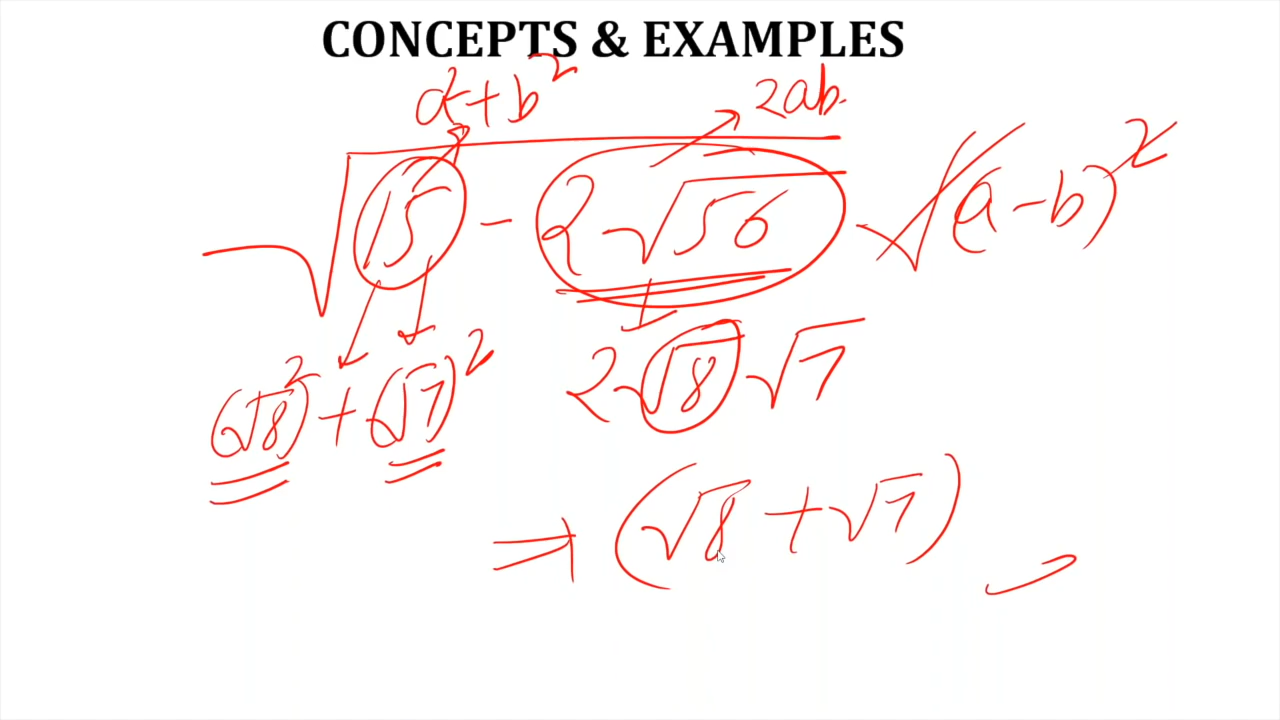 CONCEPTS & EXAMPLES
a²+b² 2ab.
√(15 - 2√56) √(a-b)²
(√8)² + (√7)² 2√8 √7
⇒ (√8 + √7)